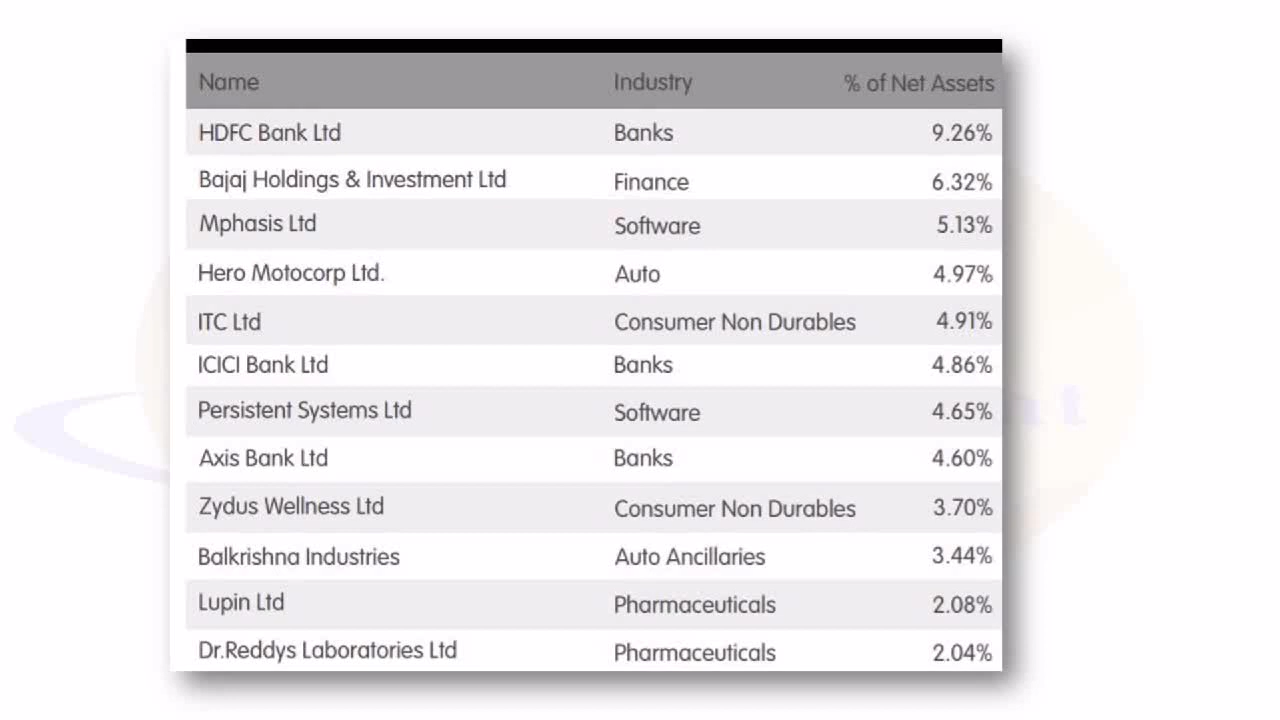 Name Industry % of Net Assets
HDFC Bank Ltd Banks 9.26%
Bajaj Holdings & Investment Ltd Finance 6.32%
Mphasis Ltd Software 5.13%
Hero Motocorp Ltd. Auto 4.97%
ITC Ltd Consumer Non Durables 4.91%
ICICI Bank Ltd Banks 4.86%
Persistent Systems Ltd Software 4.65%
Axis Bank Ltd Banks 4.60%
Zydus Wellness Ltd Consumer Non Durables 3.70%
Balkrishna Industries Auto Ancillaries 3.44%
Lupin Ltd Pharmaceuticals 2.08%
Dr.Reddys Laboratories Ltd Pharmaceuticals 2.04%